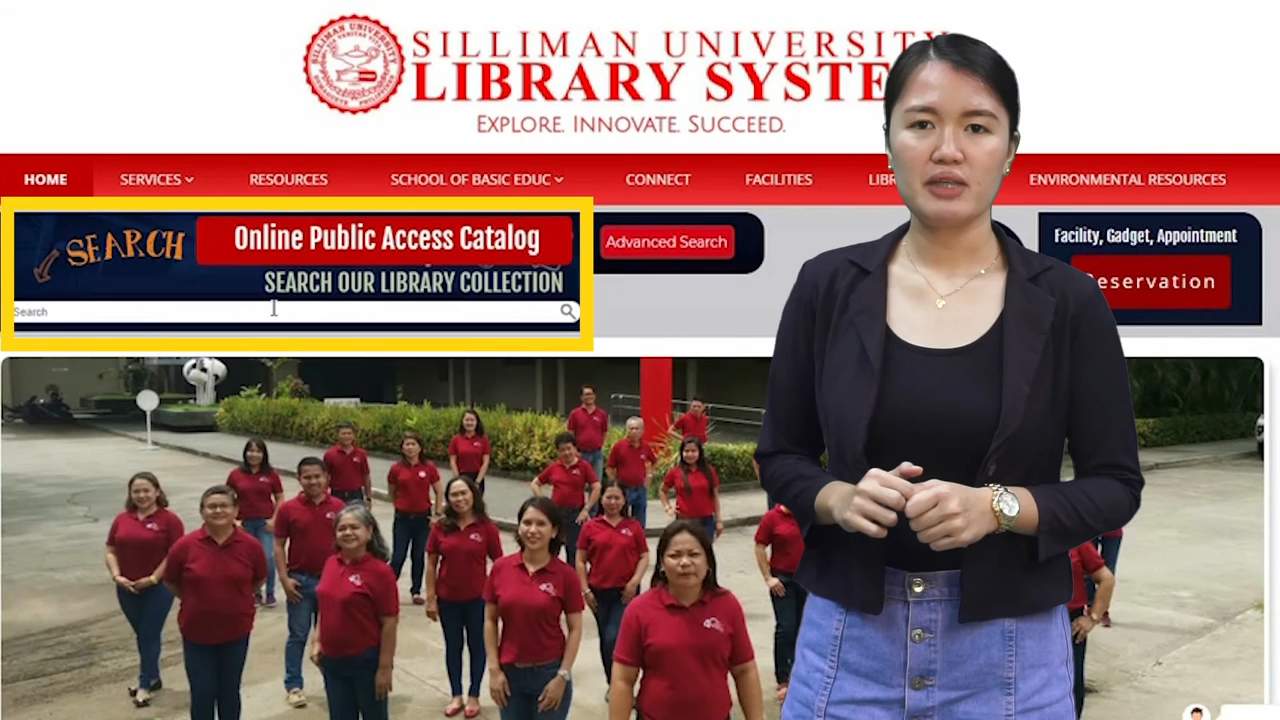 SILLIMAN UNIVERSITY
LIBRARY SYSTE
EXPLORE. INNOVATE. SUCCEED.
HOME SERVICES RESOURCES SCHOOL OF BASIC EDUC CONNECT FACILITIES LIBR ENVIRONMENTAL RESOURCES
SEARCH Online Public Access Catalog
SEARCH OUR LIBRARY COLLECTION
Search
Advanced Search
Facility, Gadget, Appointment
eservation